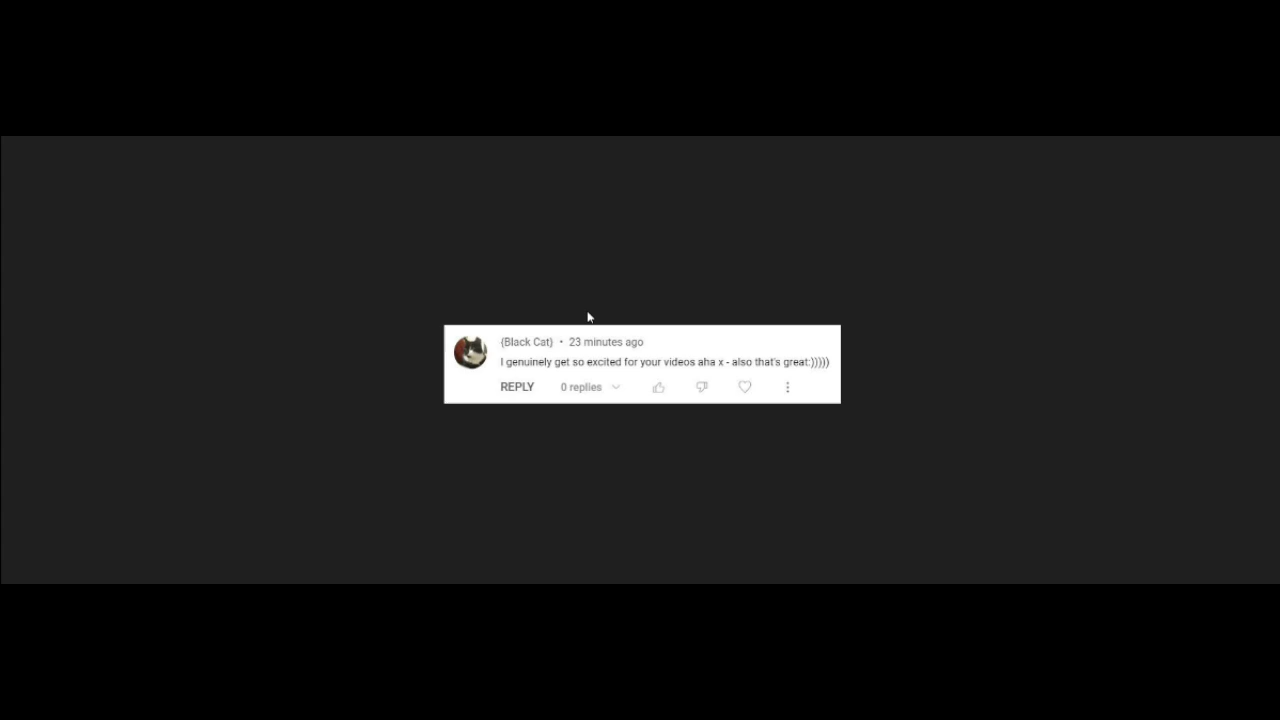 {Black Cat} • 23 minutes ago
I genuinely get so excited for your videos aha x - also that's great:)))))
REPLY 0 replies